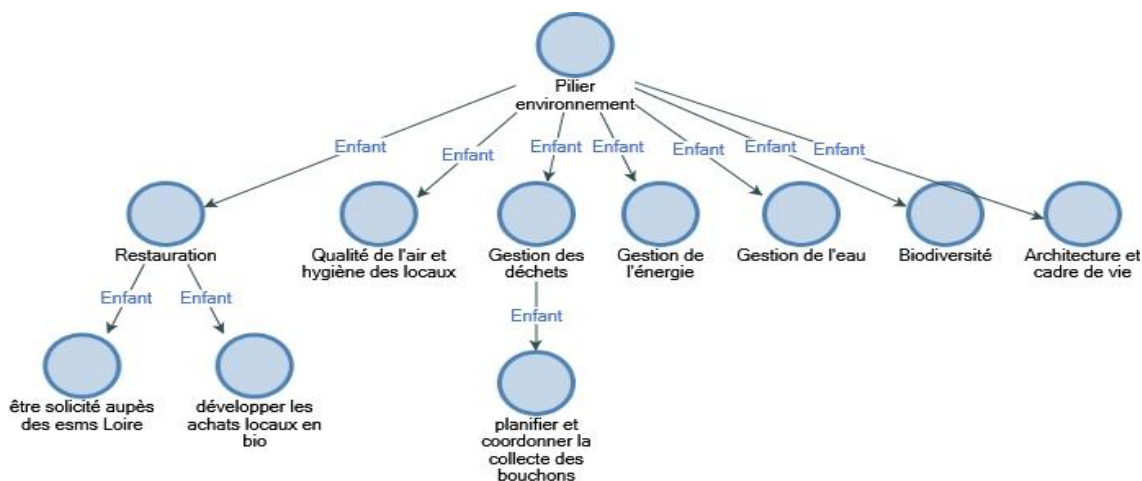 Pilier
environnement
Enfant
Enfant
Enfant
Enfant
Enfant
Enfant
Enfant
Restauration
Qualité de l'air et
hygiène des locaux
Gestion des
déchets
Gestion de
l'énergie
Gestion de l'eau
Biodiversité
Architecture et
cadre de vie
Enfant
Enfant
Enfant
être solicité aupès
des esms Loire
développer les
achats locaux en
bio
planifier et
coordonner la
collecte des
bouchons